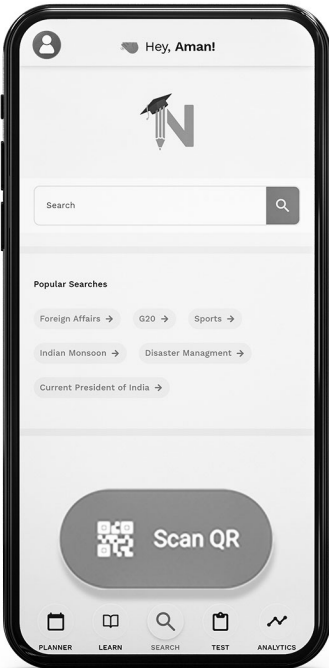 Hey, Aman!
N
Search
Popular Searches
Foreign Affairs → G20 → Sports →
Indian Monsoon → Disaster Managment →
Current President of India →
Scan QR
PLANNER LEARN SEARCH TEST ANALYTICS